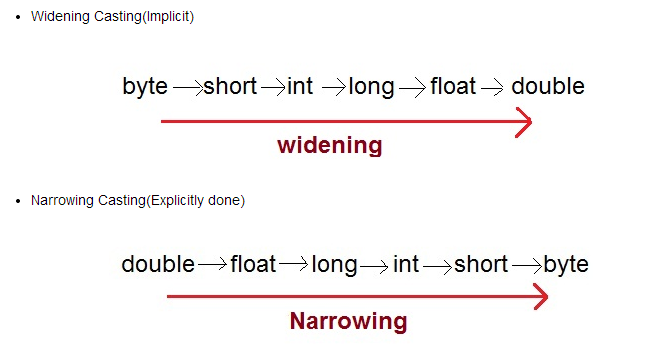 Widening Casting(Implicit)
byte → short → int → long → float → double
widening
Narrowing Casting(Explicitly done)
double → float → long → int → short → byte
Narrowing